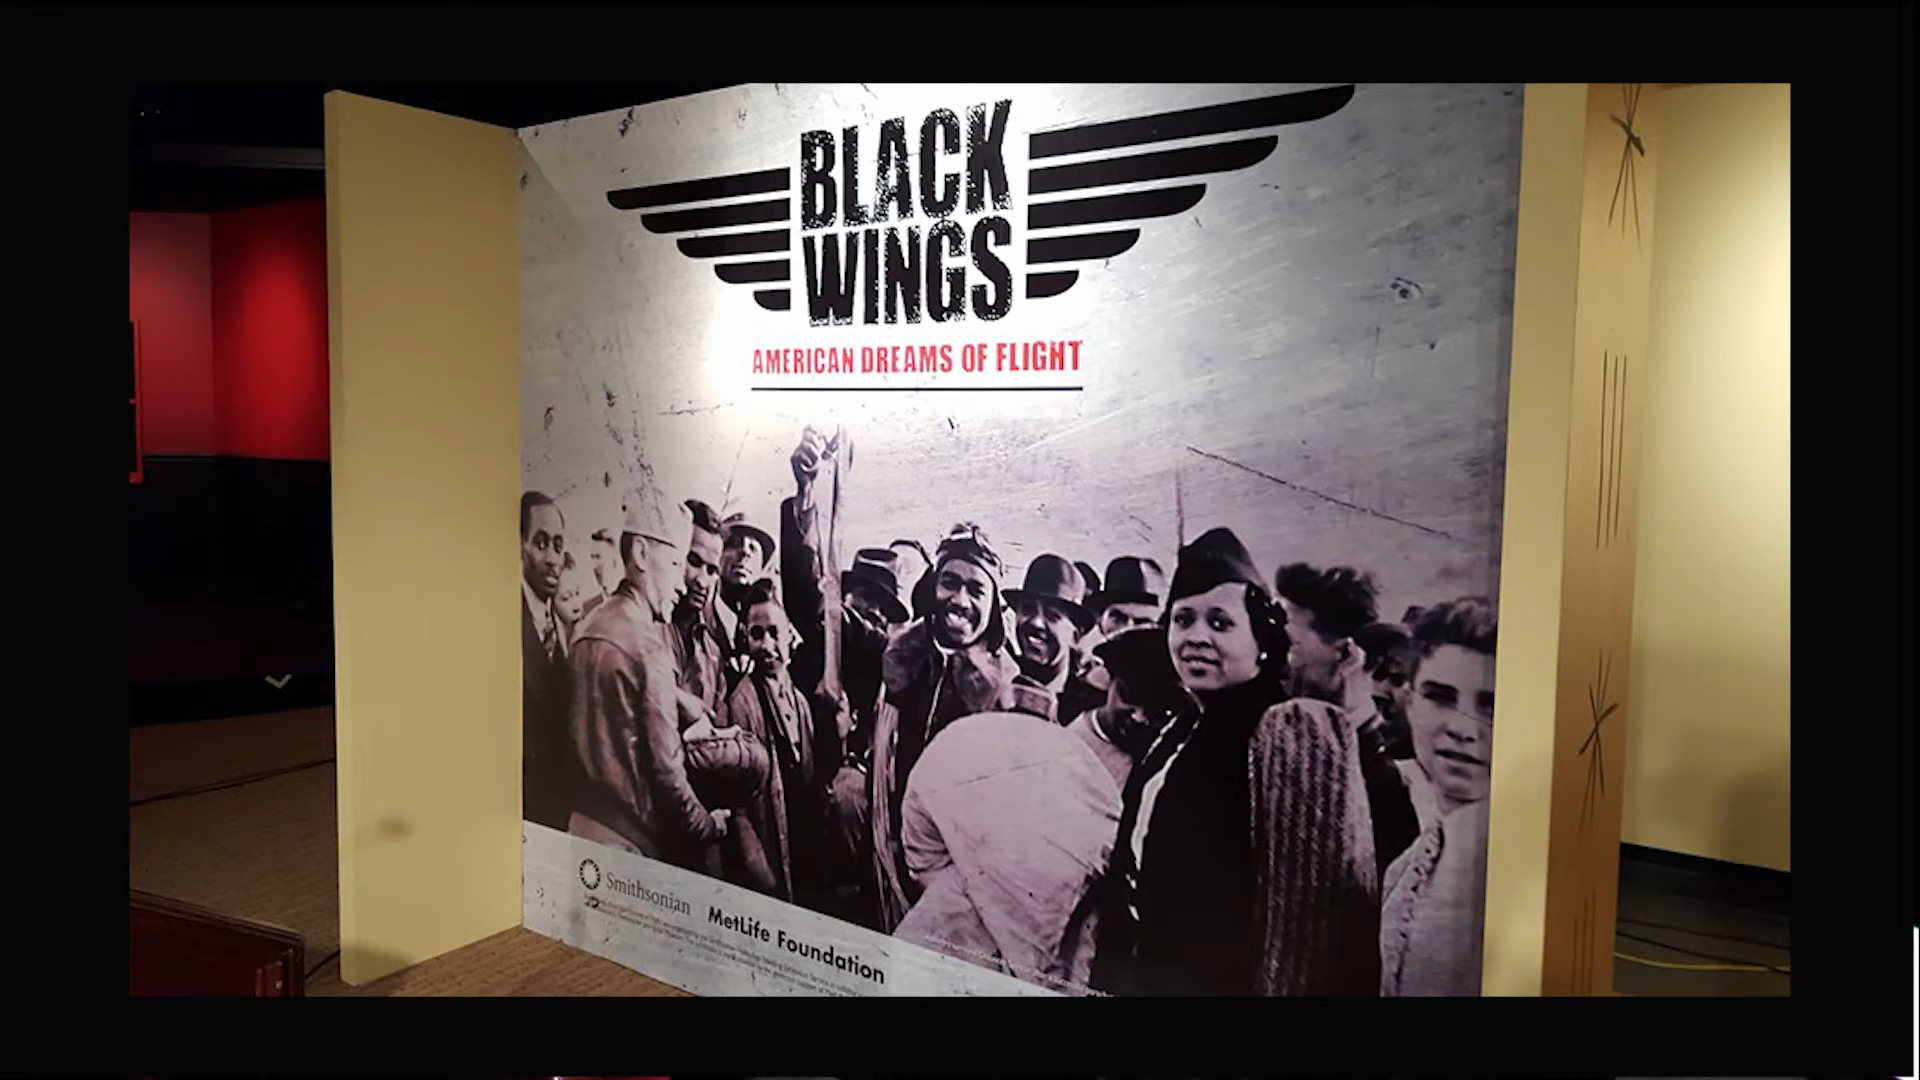 BLACK
WINGS
AMERICAN DREAMS OF FLIGHT
Smithsonian
MetLife Foundation